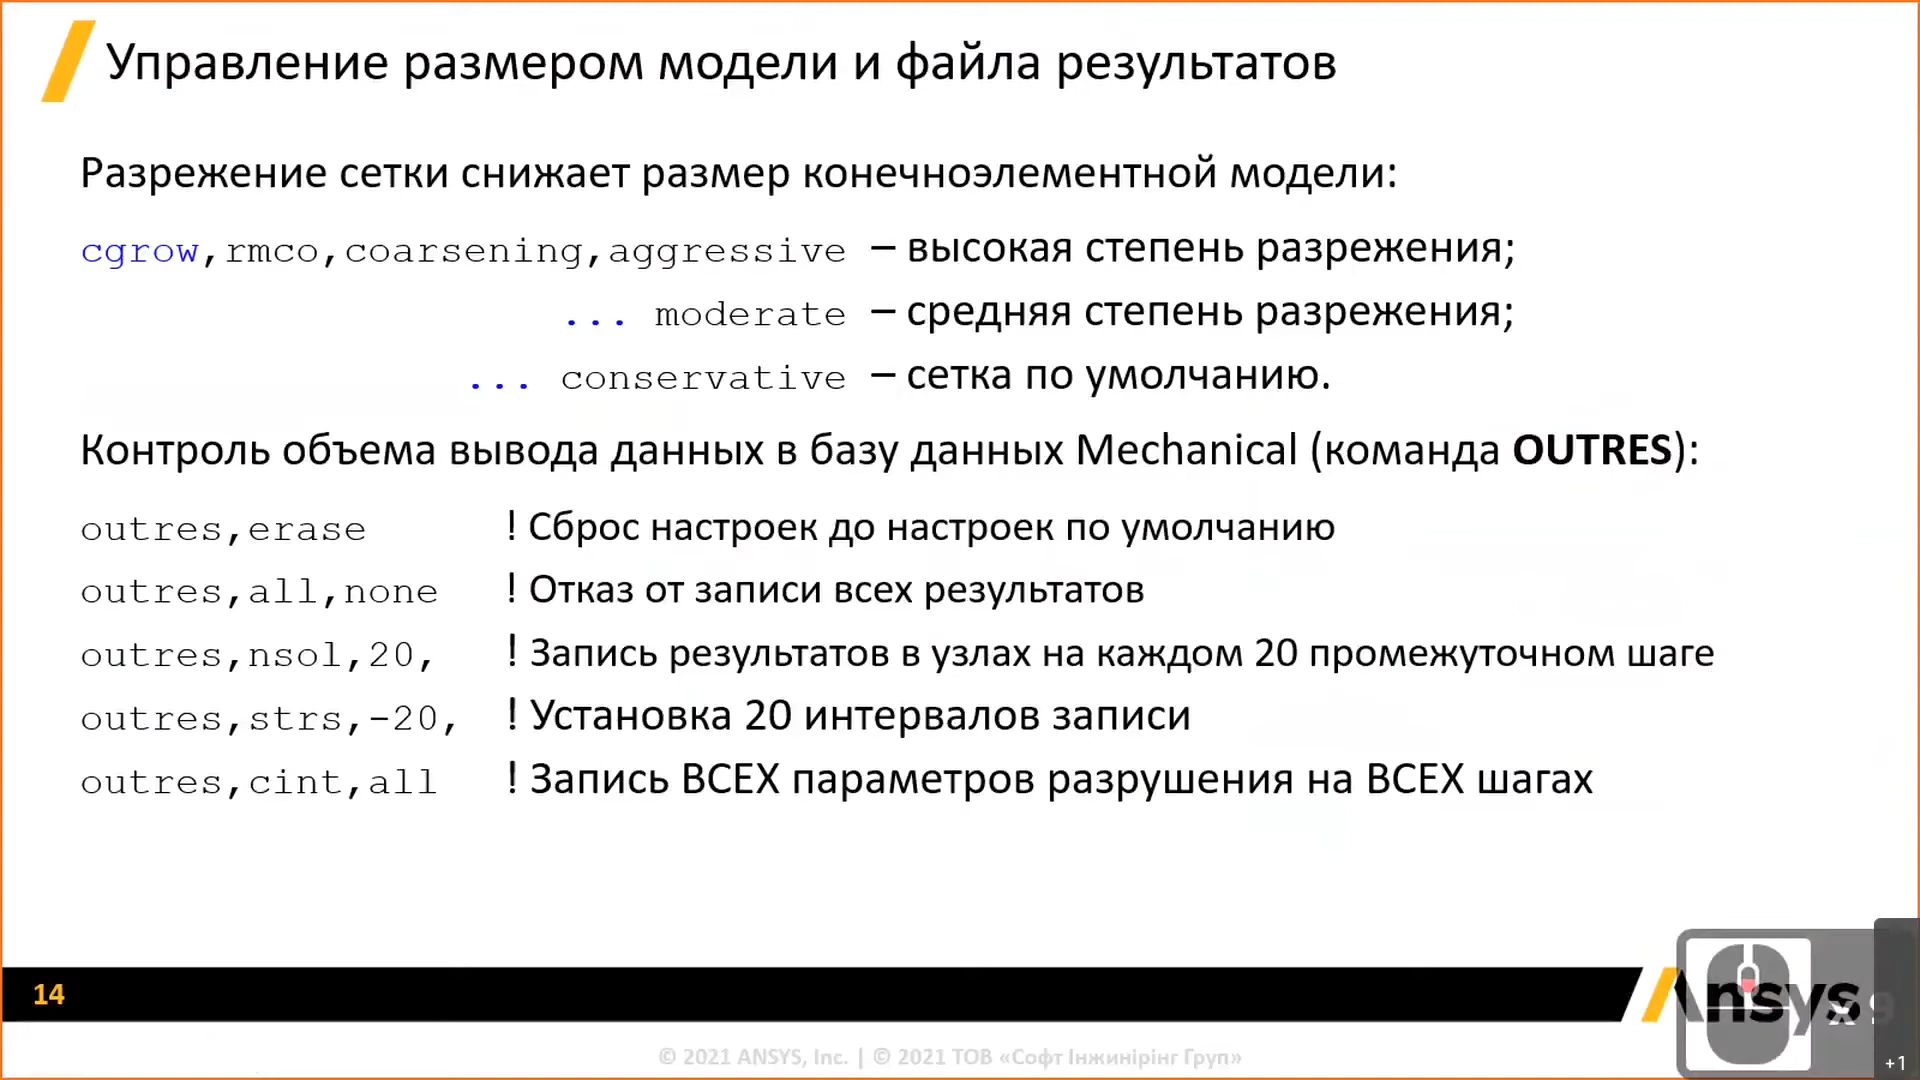 Управление размером модели и файла результатов
Разрежение сетки снижает размер конечноэлементной модели:
cgrow,rmco,coarsening,aggressive – высокая степень разрежения;
... moderate – средняя степень разрежения;
... conservative – сетка по умолчанию.
Контроль объема вывода данных в базу данных Mechanical (команда OUTRES):
outres,erase ! Сброс настроек до настроек по умолчанию
outres,all,none ! Отказ от записи всех результатов
outres,nsol,20, ! Запись результатов в узлах на каждом 20 промежуточном шаге
outres,strs,-20, ! Установка 20 интервалов записи
outres,cint,all ! Запись ВСЕХ параметров разрушения на ВСЕХ шагах
14
Ansys
x 9
+1
© 2021 ANSYS, Inc. | © 2021 ТОВ «Софт Інжинірінг Груп»